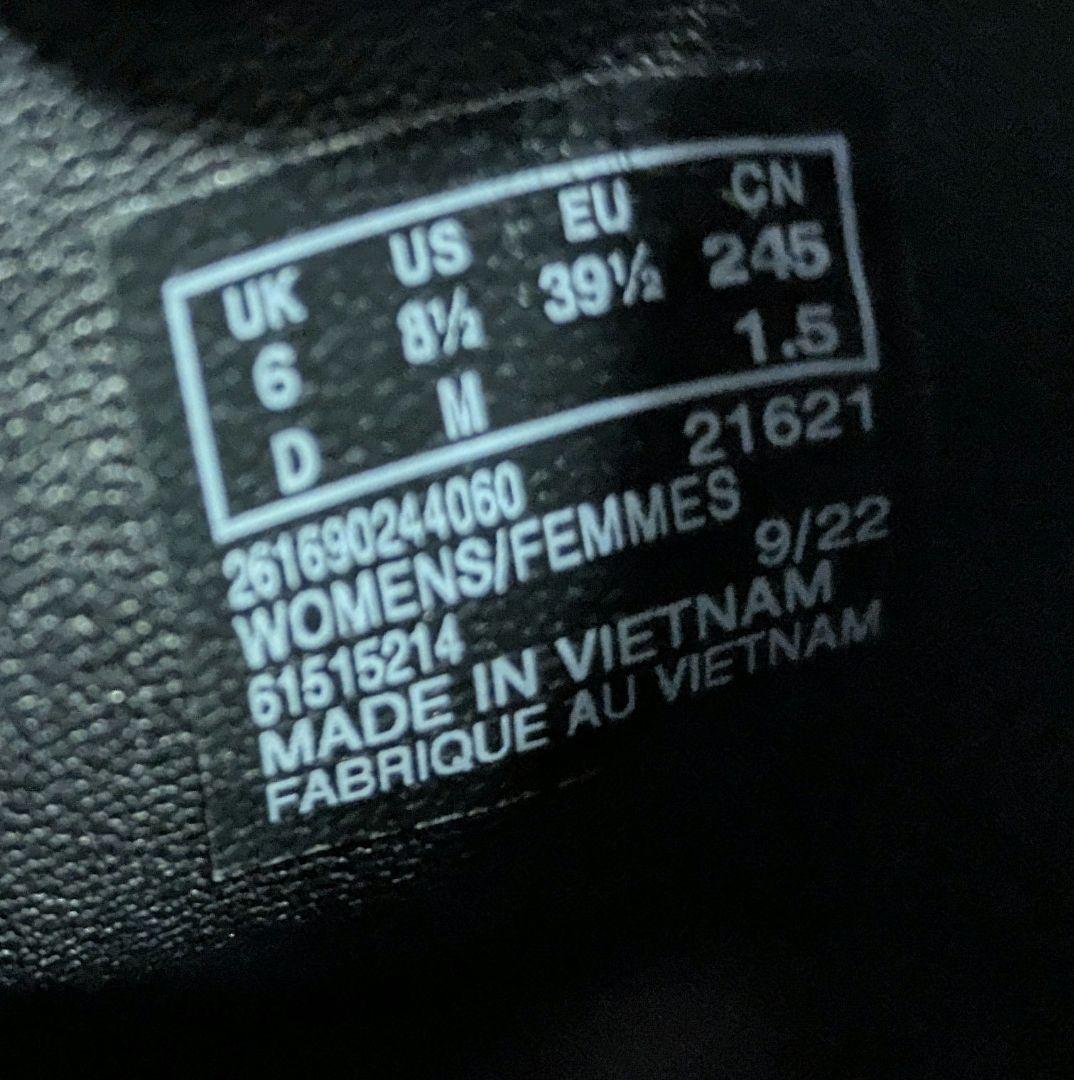 UK US EU CN
6 8½ 39½ 245
D M 1.5
261690244060 21621
WOMENS/FEMMES
61515214 9/22
MADE IN VIETNAM
FABRIQUE AU VIETNAM